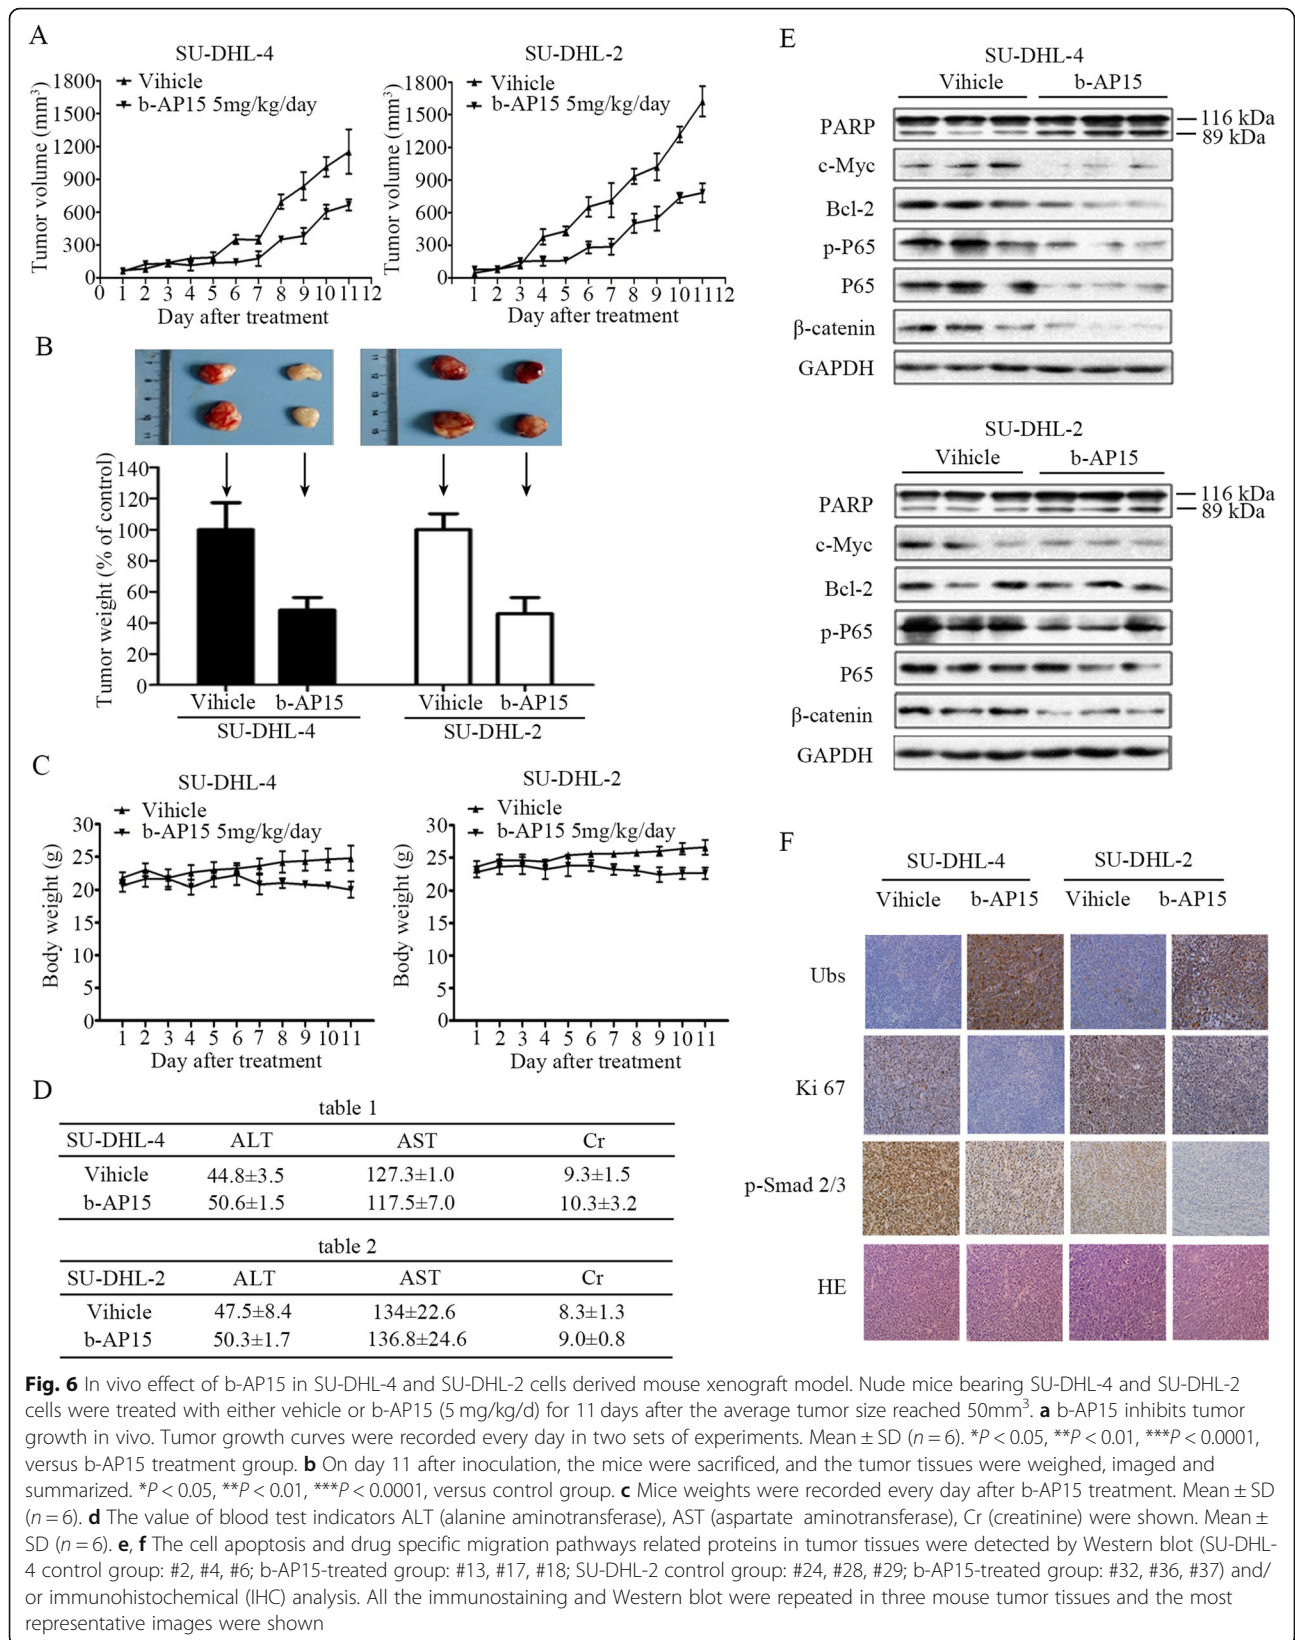 A
SU-DHL-4
Vihicle
b-AP15 5mg/kg/day
Tumor volume (mm³)
1800
1500
1200
900
600
300
0
0 1 2 3 4 5 6 7 8 9 10 11 12
Day after treatment
SU-DHL-2
Vihicle
b-AP15 5mg/kg/day
Tumor volume (mm³)
1800
1500
1200
900
600
300
0
1 2 3 4 5 6 7 8 9 10 11 12
Day after treatment
B
Tumor weight (% of control)
140
120
100
80
60
40
20
0
Vihicle b-AP15 Vihicle b-AP15
SU-DHL-4 SU-DHL-2
C
SU-DHL-4
Vihicle
b-AP15 5mg/kg/day
Body weight (g)
30
25
20
15
10
5
0
1 2 3 4 5 6 7 8 9 10 11
Day after treatment
SU-DHL-2
Vihicle
b-AP15 5mg/kg/day
Body weight (g)
30
25
20
15
10
5
0
1 2 3 4 5 6 7 8 9 10 11
Day after treatment
D
table 1
SU-DHL-4 ALT AST Cr
Vihicle 44.8±3.5 127.3±1.0 9.3±1.5
b-AP15 50.6±1.5 117.5±7.0 10.3±3.2
table 2
SU-DHL-2 ALT AST Cr
Vihicle 47.5±8.4 134±22.6 8.3±1.3
b-AP15 50.3±1.7 136.8±24.6 9.0±0.8
E
SU-DHL-4
Vihicle b-AP15
PARP
116 kDa
89 kDa
c-Myc
Bcl-2
p-P65
P65
β-catenin
GAPDH
SU-DHL-2
Vihicle b-AP15
PARP
116 kDa
89 kDa
c-Myc
Bcl-2
p-P65
P65
β-catenin
GAPDH
F
SU-DHL-4 SU-DHL-2
Vihicle b-AP15 Vihicle b-AP15
Ubs
Ki 67
p-Smad 2/3
HE
Fig. 6 In vivo effect of b-AP15 in SU-DHL-4 and SU-DHL-2 cells derived mouse xenograft model. Nude mice bearing SU-DHL-4 and SU-DHL-2
cells were treated with either vehicle or b-AP15 (5 mg/kg/d) for 11 days after the average tumor size reached 50mm³. a b-AP15 inhibits tumor
growth in vivo. Tumor growth curves were recorded every day in two sets of experiments. Mean ± SD (n = 6). *P < 0.05, **P < 0.01, ***P < 0.0001,
versus b-AP15 treatment group. b On day 11 after inoculation, the mice were sacrificed, and the tumor tissues were weighed, imaged and
summarized. *P < 0.05, **P < 0.01, ***P < 0.0001, versus control group. c Mice weights were recorded every day after b-AP15 treatment. Mean ± SD
(n = 6). d The value of blood test indicators ALT (alanine aminotransferase), AST (aspartate aminotransferase), Cr (creatinine) were shown. Mean ±
SD (n = 6). e, f The cell apoptosis and drug specific migration pathways related proteins in tumor tissues were detected by Western blot (SU-DHL-
4 control group: #2, #4, #6; b-AP15-treated group: #13, #17, #18; SU-DHL-2 control group: #24, #28, #29; b-AP15-treated group: #32, #36, #37) and/
or immunohistochemical (IHC) analysis. All the immunostaining and Western blot were repeated in three mouse tumor tissues and the most
representative images were shown